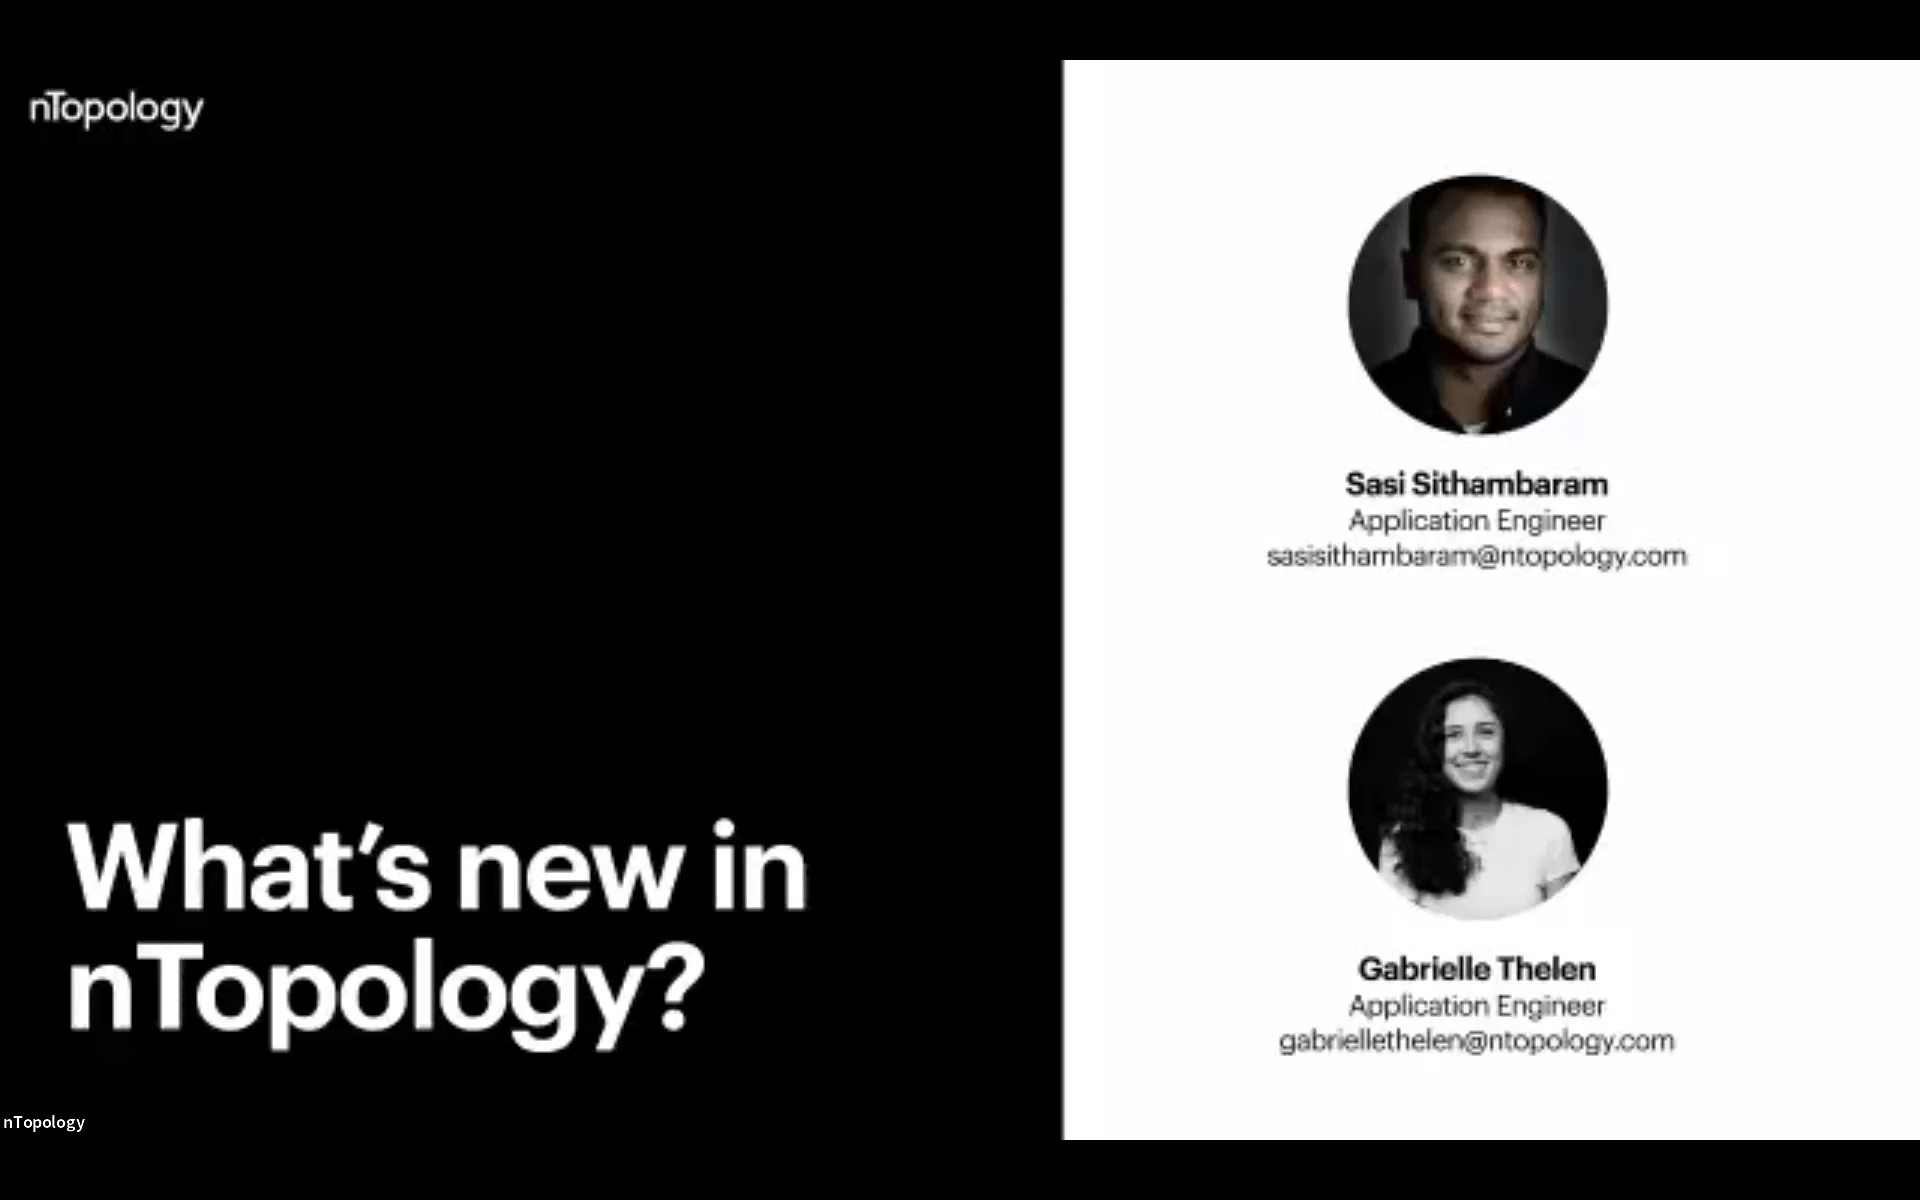 nTopology
What's new in
nTopology?
Sasi Sithambaram
Application Engineer
sasisithambaram@ntopology.com
Gabrielle Thelen
Application Engineer
gabriellethelen@ntopology.com
nTopology